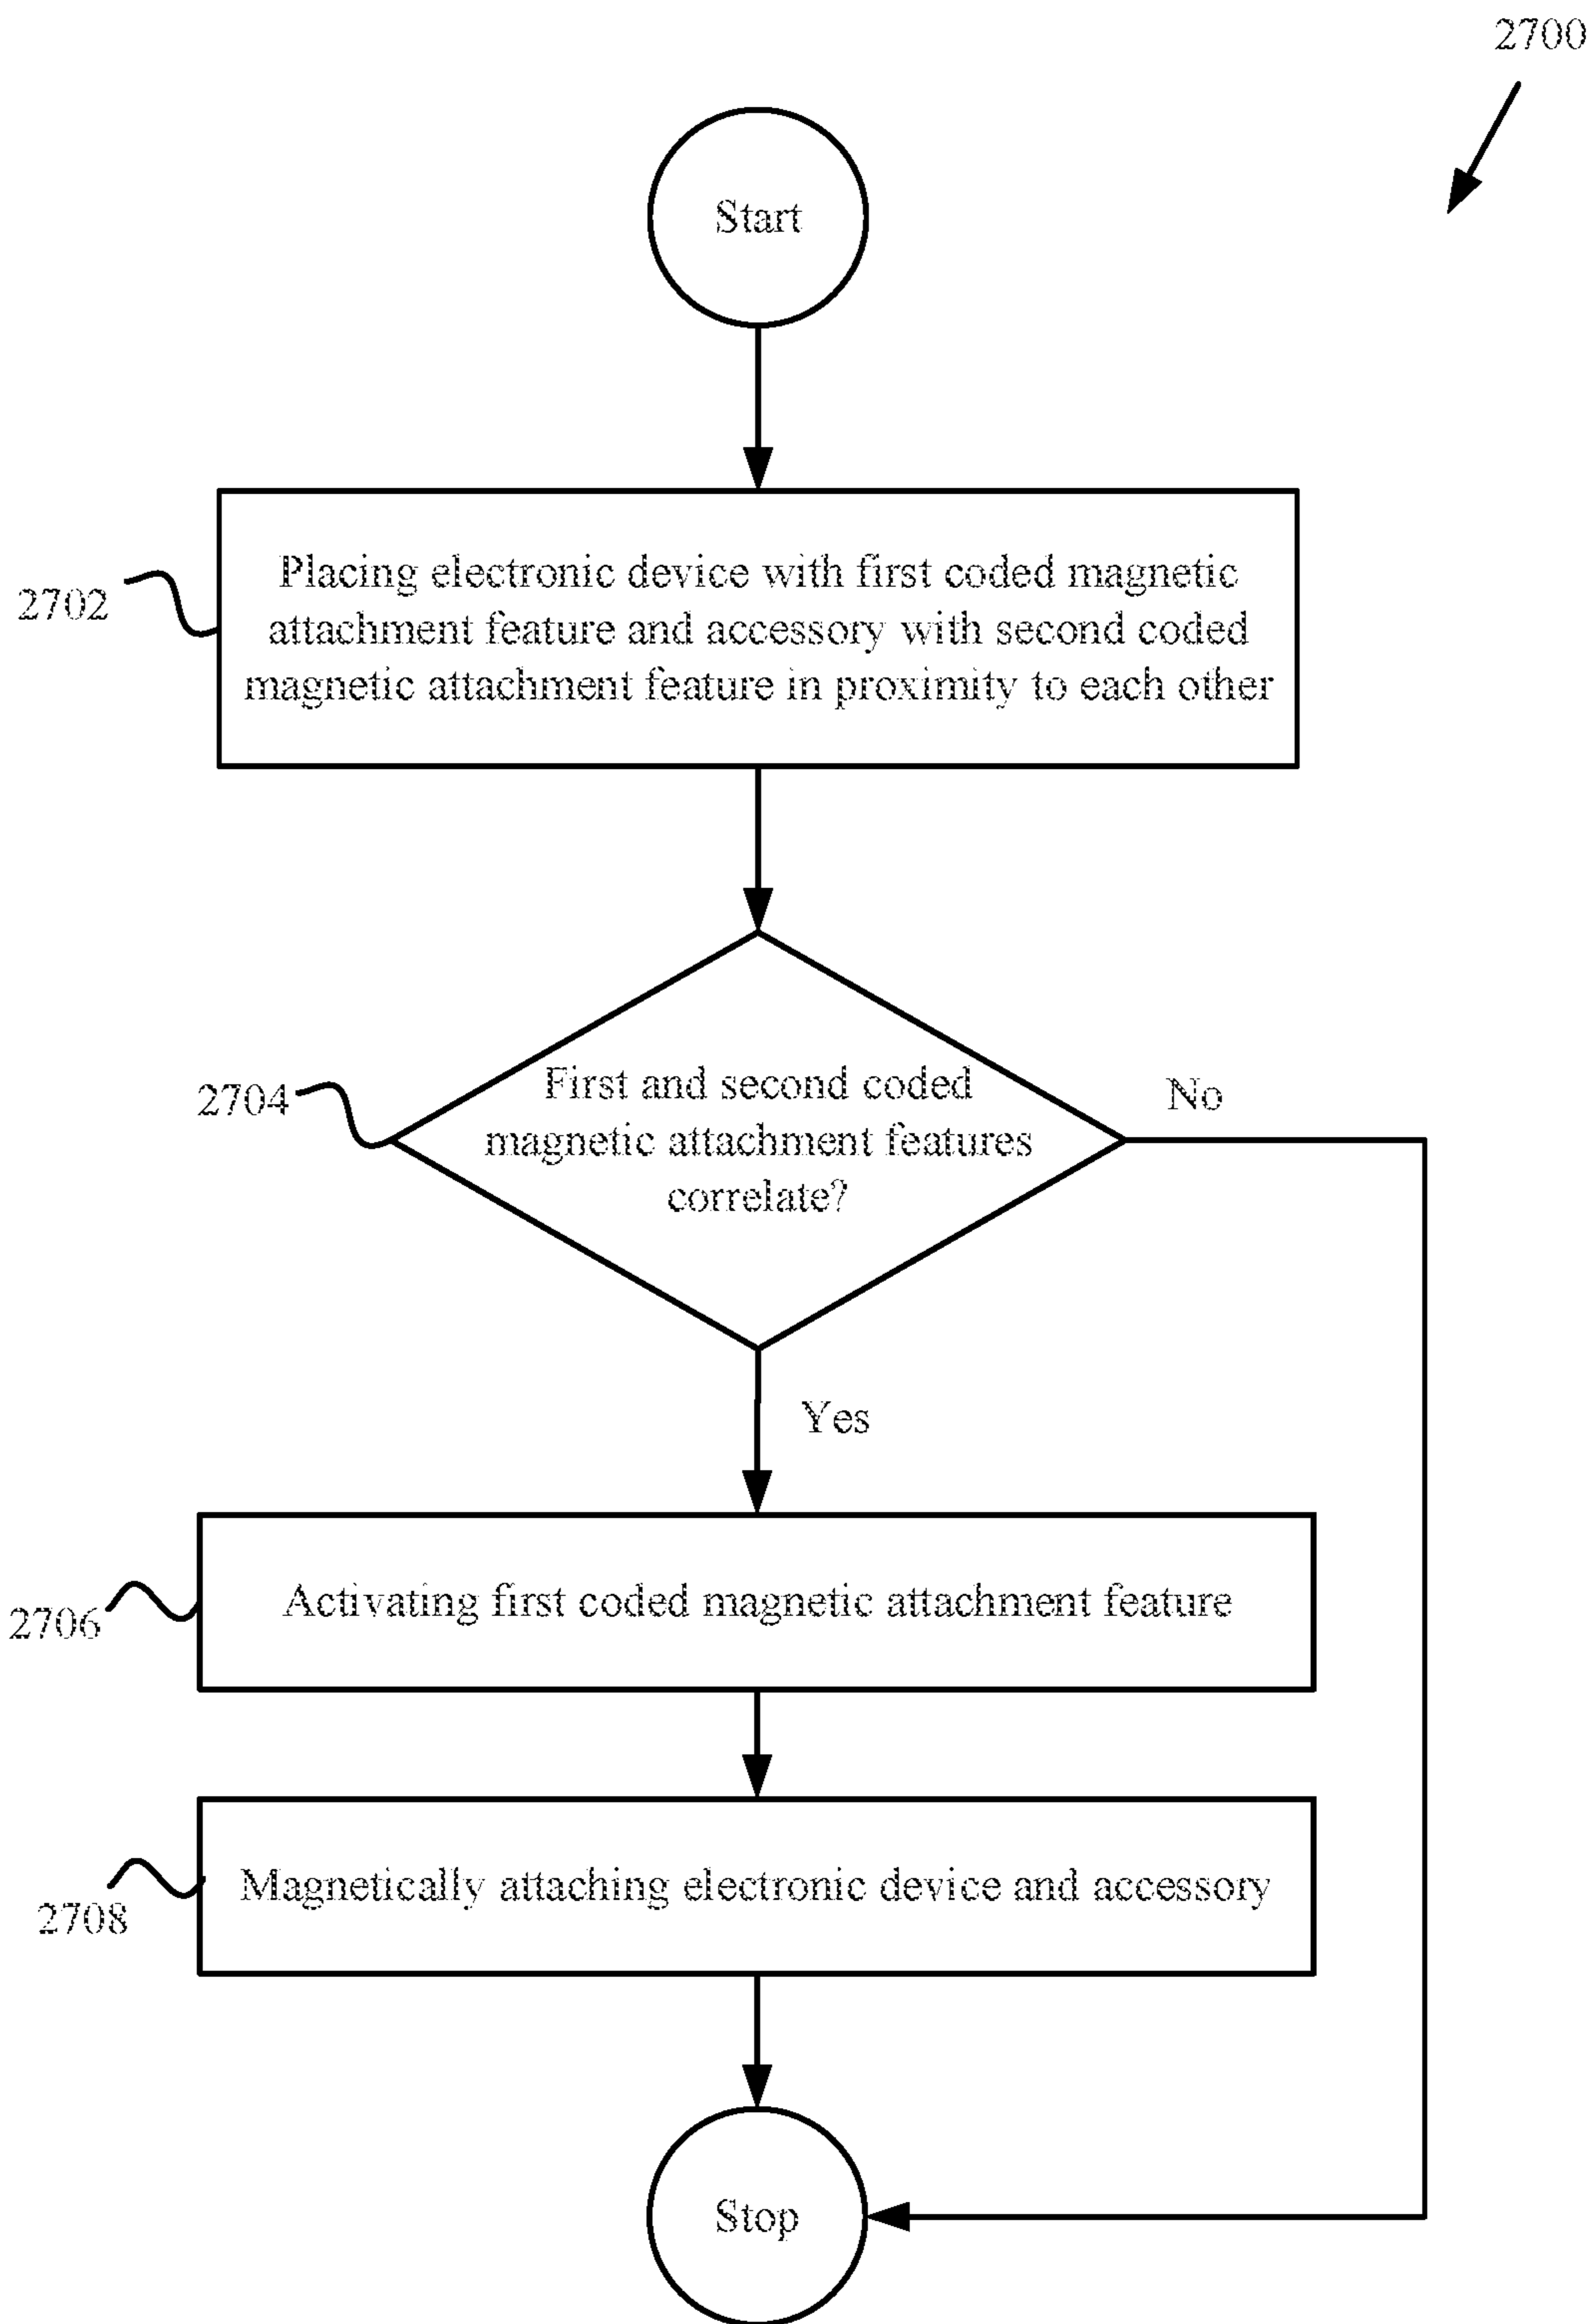 2700
Start
2702
Placing electronic device with first coded magnetic
attachment feature and accessory with second coded
magnetic attachment feature in proximity to each other
2704
First and second coded
magnetic attachment features
correlate?
No
Yes
2706
Activating first coded magnetic attachment feature
2708
Magnetically attaching electronic device and accessory
Stop